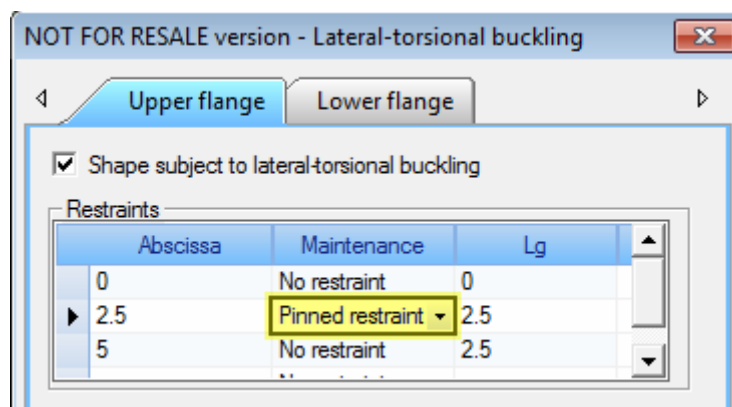 NOT FOR RESALE version - Lateral-torsional buckling
Upper flange Lower flange
Shape subject to lateral-torsional buckling
Restraints
Abscissa Maintenance Lg
0 No restraint 0
2.5 Pinned restraint 2.5
5 No restraint 2.5